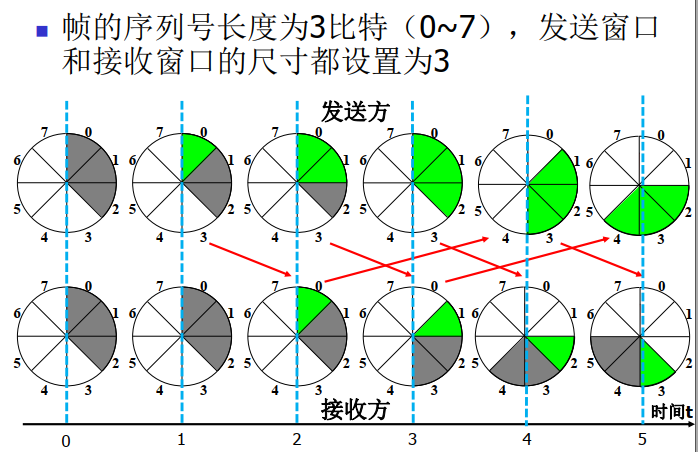 帧的序列号长度为3比特（0~7），发送窗口
和接收窗口的尺寸都设置为3
发送方
7 0 7 0 7 0 7 0 7 0 7 0
6 1 6 1 6 1 6 1 6 1 6 1
5 2 5 2 5 2 5 2 5 2 5 2
4 3 4 3 4 3 4 3 4 3 4 3
7 0 7 0 7 0 7 0 7 0 7 0
6 1 6 1 6 1 6 1 6 1 6 1
5 2 5 2 5 2 5 2 5 2 5 2
4 3 4 3 4 3 4 3 4 3 4 3
接收方
时间t
0 1 2 3 4 5